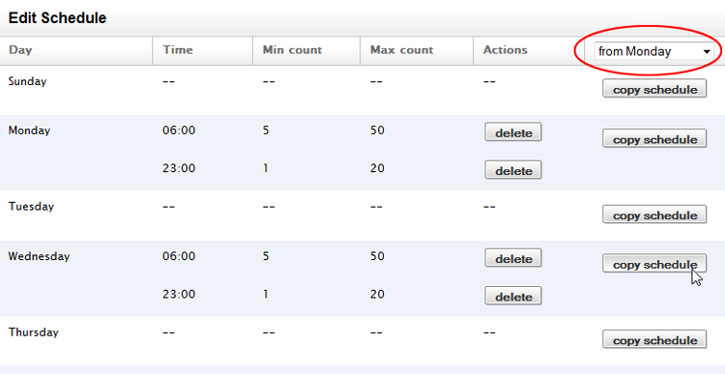 Edit Schedule
Day Time Min count Max count Actions from Monday
Sunday -- -- -- -- copy schedule
Monday 06:00 5 50 delete copy schedule
23:00 1 20 delete
Tuesday -- -- -- -- copy schedule
Wednesday 06:00 5 50 delete copy schedule
23:00 1 20 delete
Thursday -- -- -- -- copy schedule